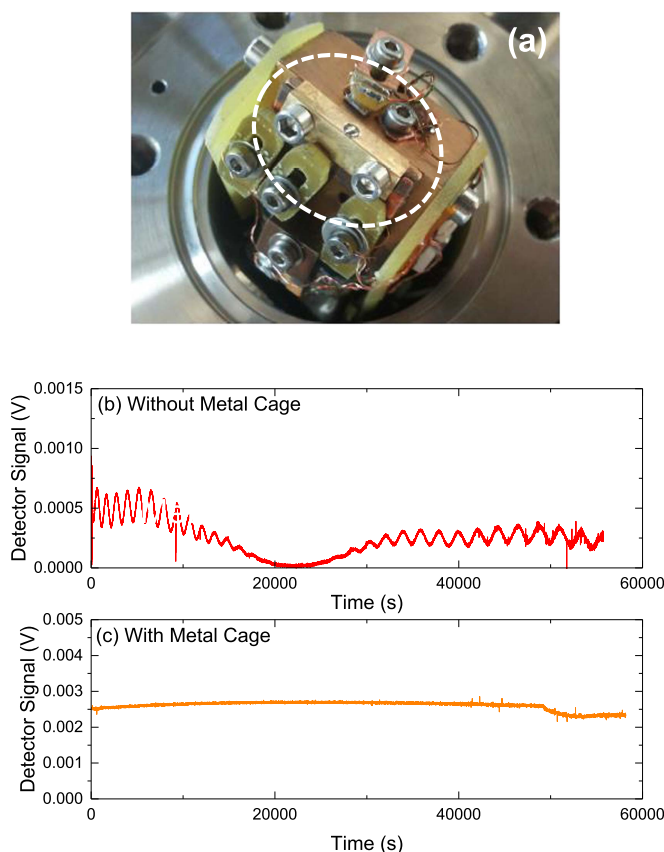 (a)
0.0015
(b) Without Metal Cage
0.0010
0.0005
0.0000
Detector Signal (V)
0 20000 40000 60000
Time (s)
0.005
(c) With Metal Cage
0.004
0.003
0.002
0.001
0.000
Detector Signal (V)
0 20000 40000 60000
Time (s)